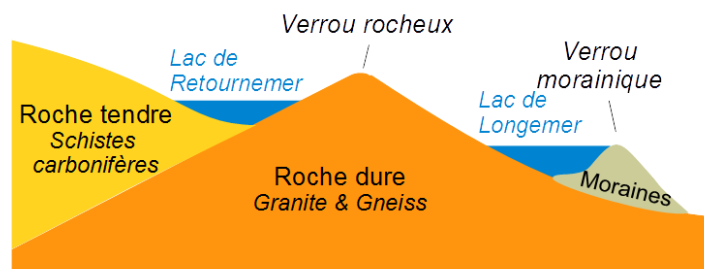 Verrou rocheux
Lac de
Retournemer
Verrou
morainique
Lac de
Longemer
Roche tendre
Schistes
carbonifères
Roche dure
Granite & Gneiss
Moraines